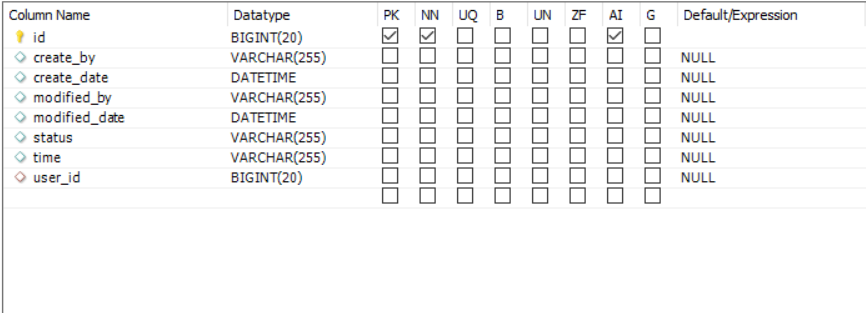 Column Name Datatype PK NN UQ B UN ZF AI G Default/Expression
id BIGINT(20)
create_by VARCHAR(255) NULL
create_date DATETIME NULL
modified_by VARCHAR(255) NULL
modified_date DATETIME NULL
status VARCHAR(255) NULL
time VARCHAR(255) NULL
user_id BIGINT(20) NULL